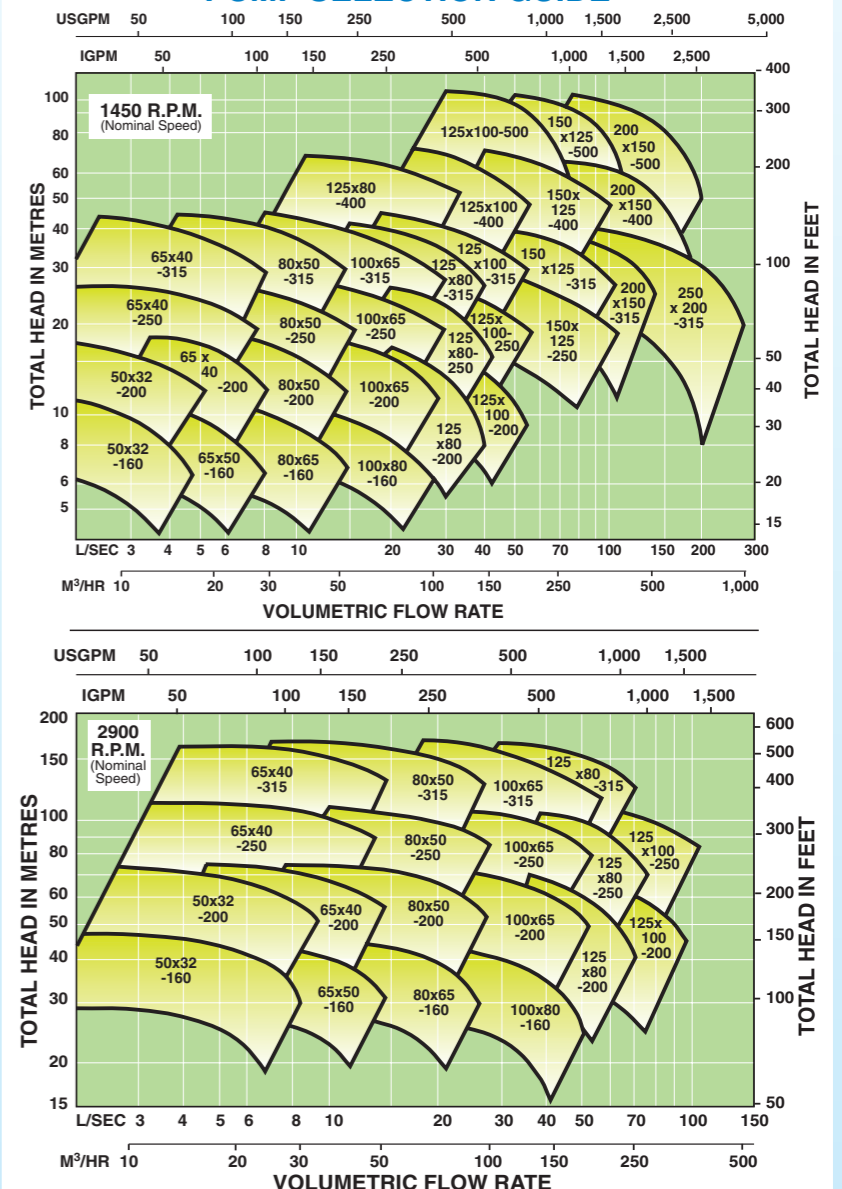 PUMP SELECTION GUIDE
USGPM 50 100 150 250 500 1,000 1,500 2,500 5,000
IGPM 50 100 150 250 500 1,000 1,500 2,500
1450 R.P.M.
(Nominal Speed)
TOTAL HEAD IN METRES
100
80
60
50
40
30
20
10
8
6
5
TOTAL HEAD IN FEET
400
300
200
100
50
40
30
20
15
125x100-500
150
x125
-500
200
x150
-500
125x80
-400
125x100
-400
150x
125
-400
200
x150
-400
65x40
-315
80x50
-315
100x65
-315
125
x80
-315
125
x100
-315
150
x125
-315
200
x150
-315
250
x 200
-315
65x40
-250
80x50
-250
100x65
-250
125
x80-
250
125x
100-
250
150x
125
-250
50x32
-200
65 x
40
-200
80x50
-200
100x65
-200
125
x80
-200
125x
100
-200
50x32
-160
65x50
-160
80x65
-160
100x80
-160
L/SEC 3 4 5 6 8 10 20 30 40 50 70 100 150 200 300
M3/HR 10 20 30 50 100 150 250 500 1,000
VOLUMETRIC FLOW RATE
USGPM 50 100 150 250 500 1,000 1,500
IGPM 50 100 150 250 500 1,000 1,500
2900
R.P.M.
(Nominal
Speed)
TOTAL HEAD IN METRES
200
150
100
80
60
50
40
30
20
15
TOTAL HEAD IN FEET
600
500
400
300
200
150
100
50
65x40
-315
80x50
-315
100x65
-315
125
x80
-315
65x40
-250
80x50
-250
100x65
-250
125
x80
-250
125
x100
-250
50x32
-200
65x40
-200
80x50
-200
100x65
-200
125
x80
-200
125x
100
-200
50x32
-160
65x50
-160
80x65
-160
100x80
-160
L/SEC 3 4 5 6 8 10 20 30 40 50 70 100 150
M3/HR 10 20 30 50 100 150 250 500
VOLUMETRIC FLOW RATE